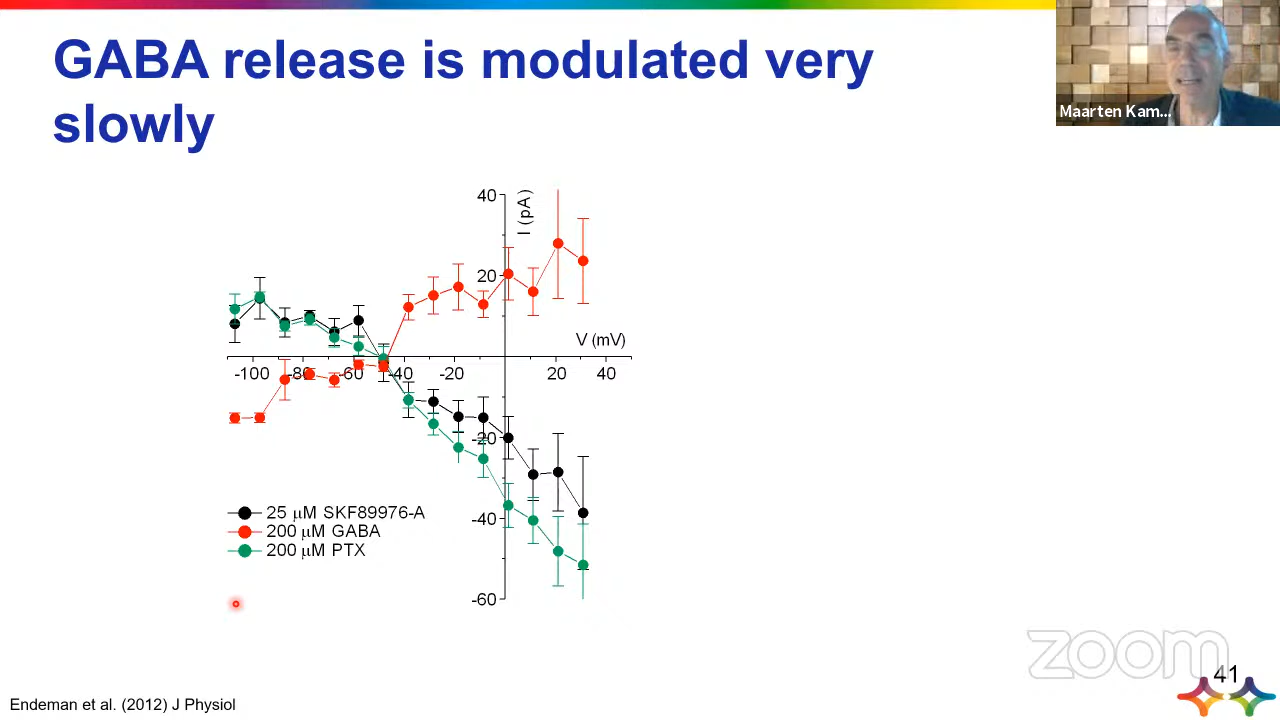 GABA release is modulated very
slowly
Maarten Kam...
40
I (pA)
20
V (mV)
-100
-80
-60
-40
-20
20
40
-20
-40
-60
25 μM SKF89976-A
200 μM GABA
200 μM PTX
zoom
41
Endeman et al. (2012) J Physiol